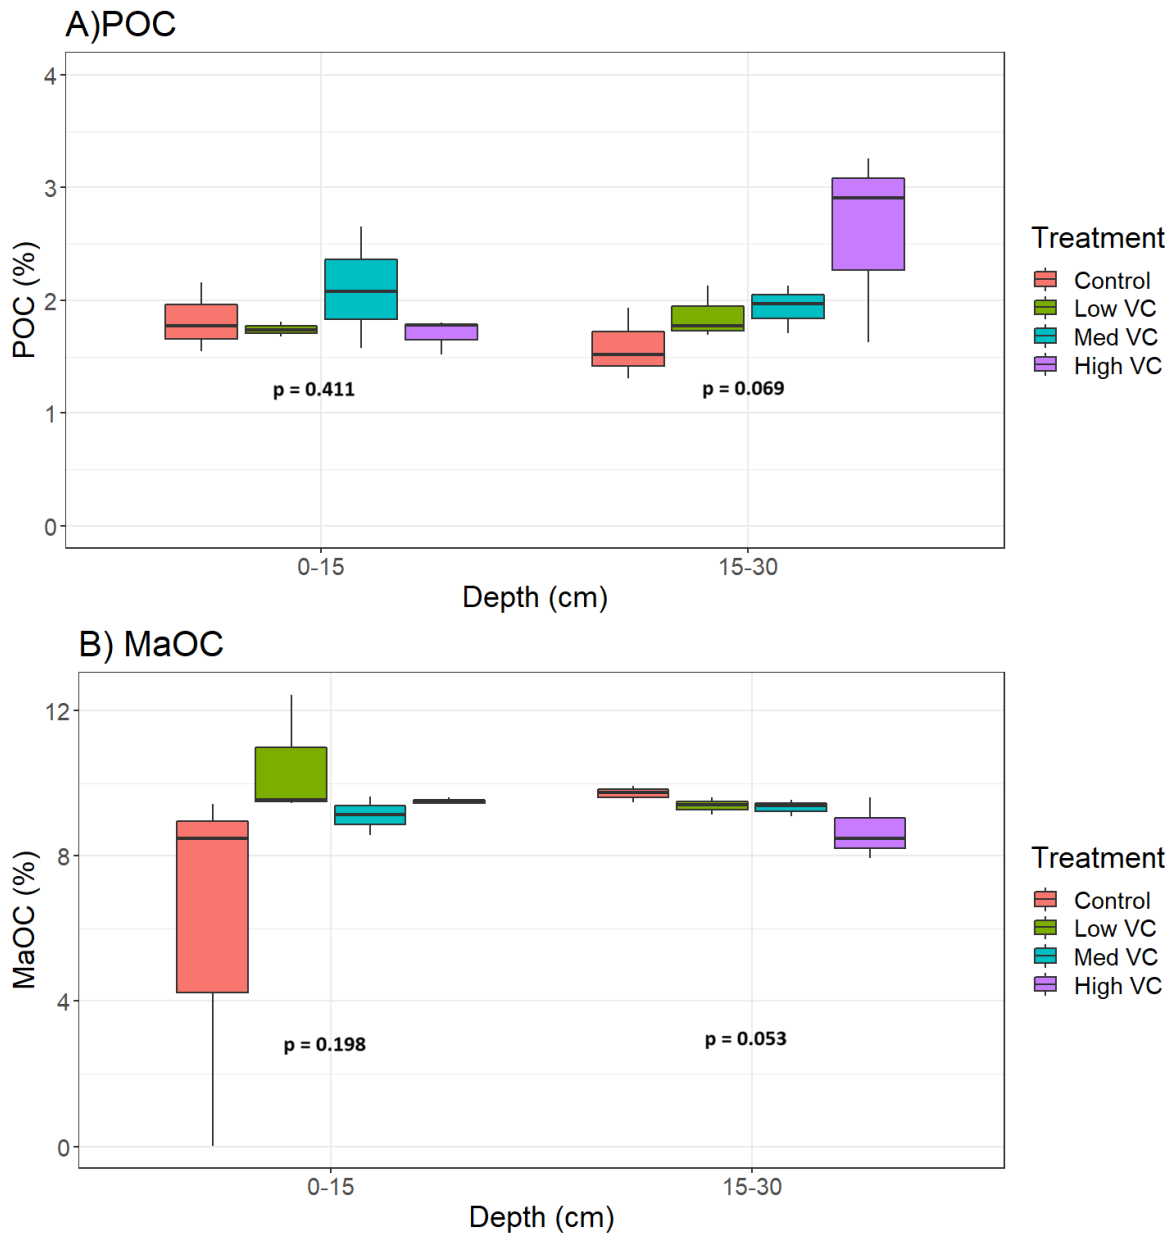 A)POC
4
3
2
1
0
POC (%)
p = 0.411
p = 0.069
0-15
15-30
Depth (cm)
Treatment
Control
Low VC
Med VC
High VC
B) MaOC
12
8
4
0
MaOC (%)
p = 0.198
p = 0.053
0-15
15-30
Depth (cm)
Treatment
Control
Low VC
Med VC
High VC